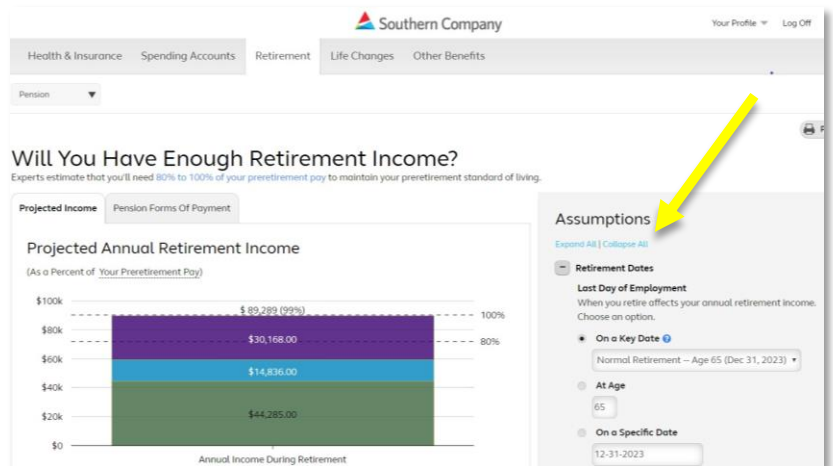 Southern Company
Your Profile
Log Off
Health & Insurance Spending Accounts Retirement Life Changes Other Benefits
Pension
Will You Have Enough Retirement Income?
Experts estimate that you'll need 80% to 100% of your preretirement pay to maintain your preretirement standard of living.
Projected Income Pension Forms Of Payment
Projected Annual Retirement Income
(As a Percent of Your Preretirement Pay)
$100k
$ 89,289 (99%)
100%
$80k
$30,168.00
80%
$60k
$14,836.00
$40k
$44,285.00
$20k
$0
Annual Income During Retirement
Assumptions
Expand All | Collapse All
Retirement Dates
Last Day of Employment
When you retire affects your annual retirement income.
Choose an option.
On a Key Date
Normal Retirement -- Age 65 (Dec 31, 2023)
At Age
65
On a Specific Date
12-31-2023